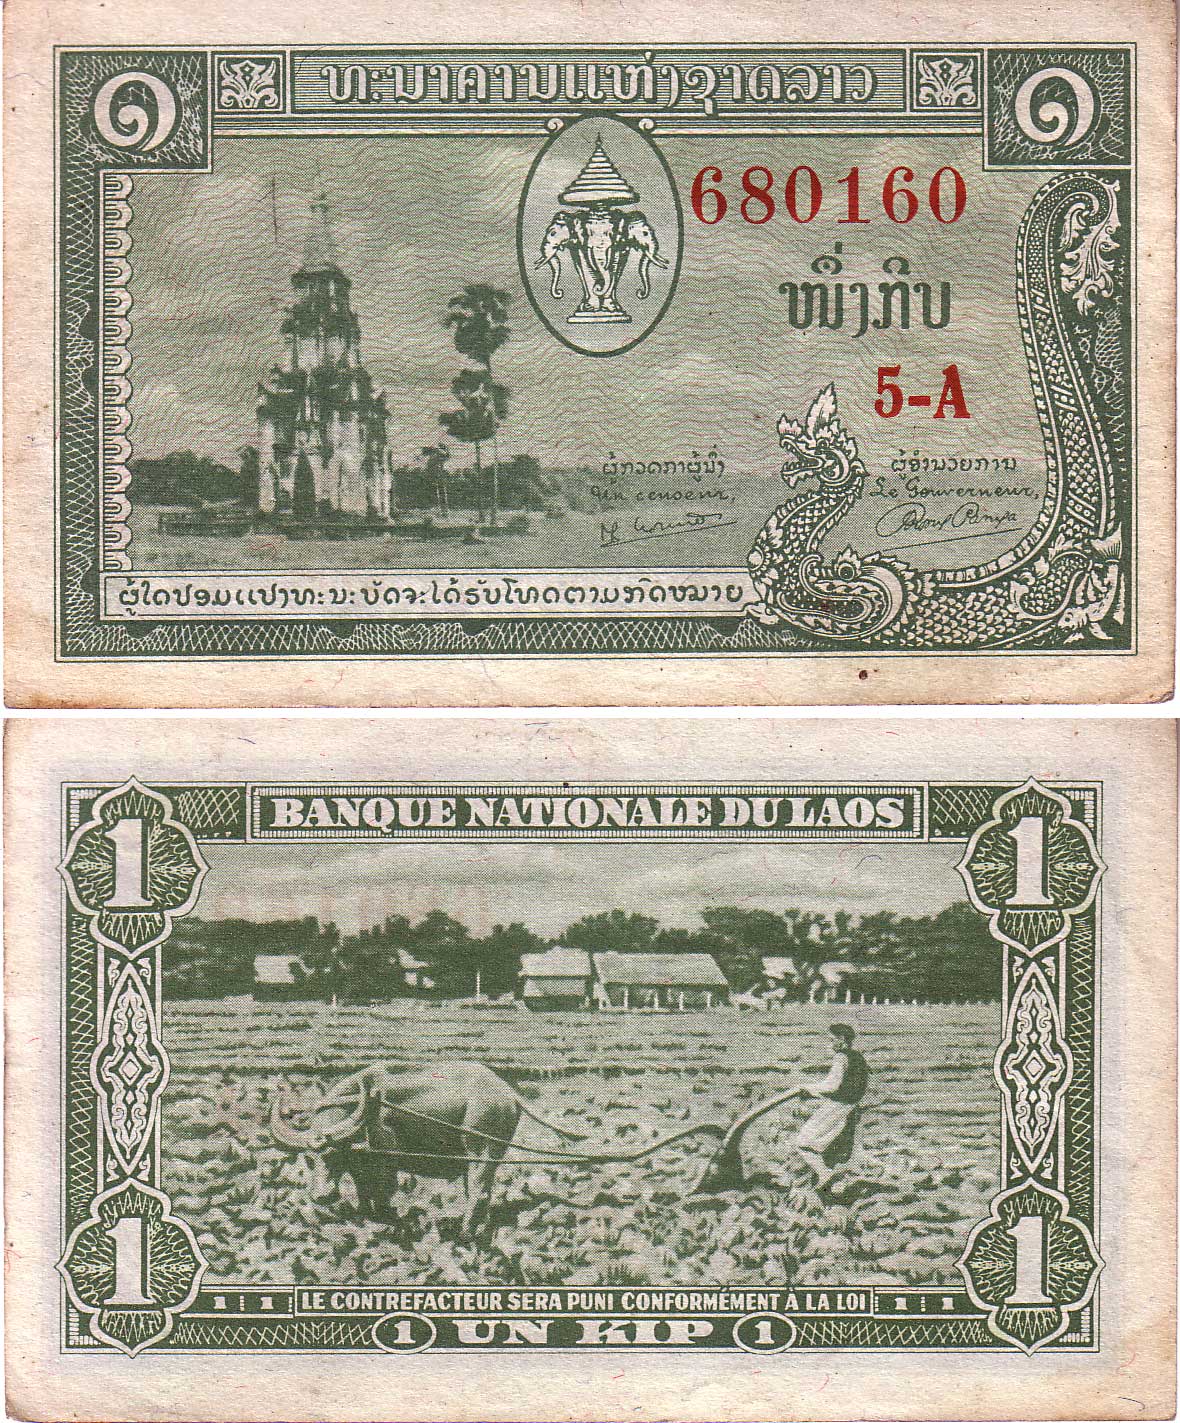 ໑
ທະນາຄານແຫ່ງຊາດລາວ
໑
680160
ໜຶ່ງກີບ
5-A
ຜູ້ກວດກາຜູ້ນຶ່ງ
Un censeur,
ຜູ້ອຳນວຍການ
Le Gouverneur,
ຜູ້ໃດປອມແປງທະນະບັດຈະໄດ້ຮັບໂທດຕາມກົດໝາຍ
1
BANQUE NATIONALE DU LAOS
1
1
1 1
LE CONTREFACTEUR SERA PUNI CONFORMÉMENT À LA LOI
1 1
1
1 UN KIP 1